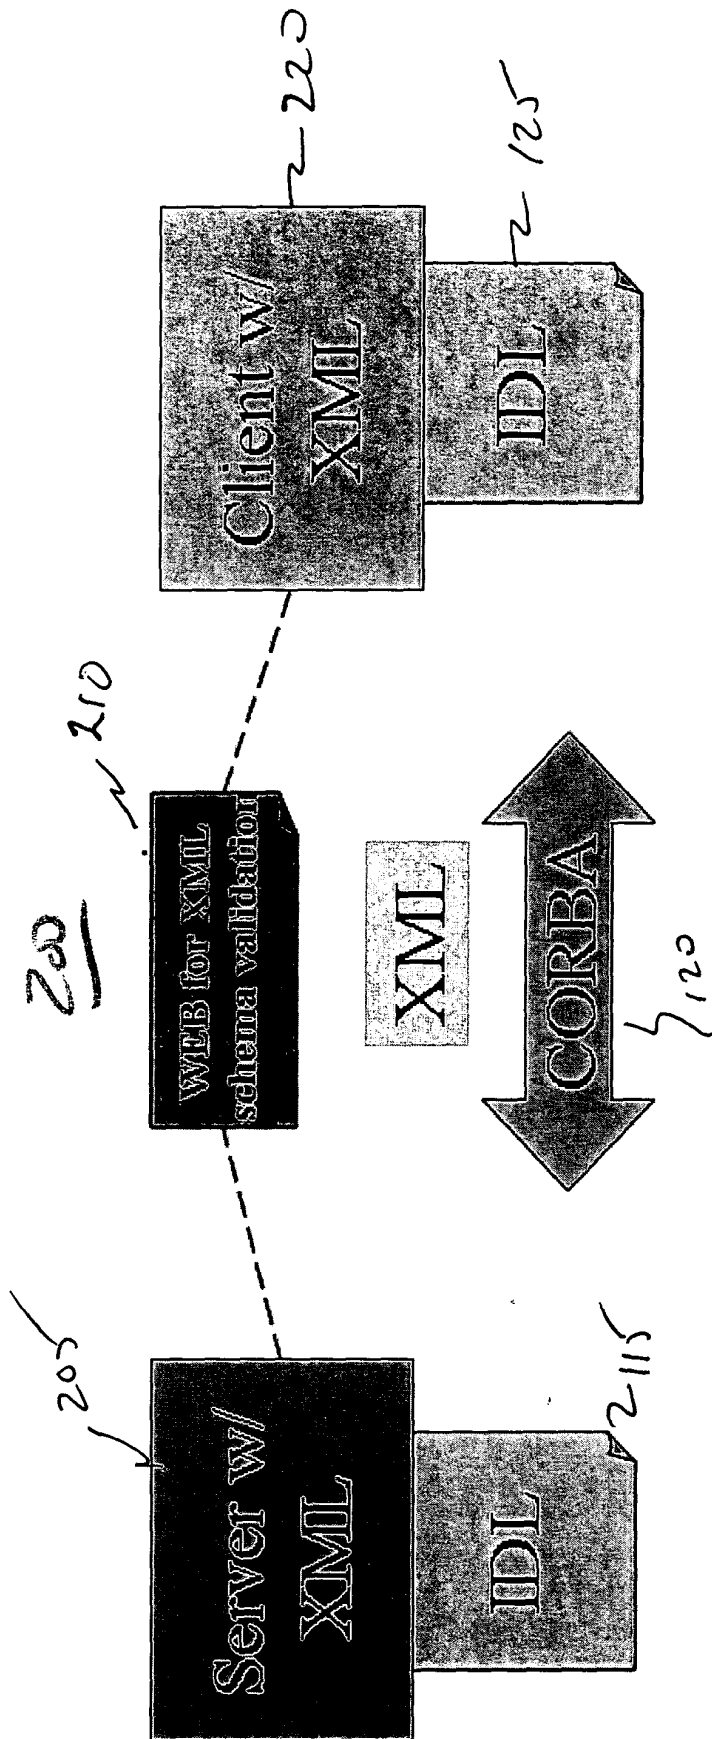 200
205
Server w/
XML
IDL
115
210
WEB for XML
schema validation
XML
CORBA
120
220
Client w/
XML
IDL
125